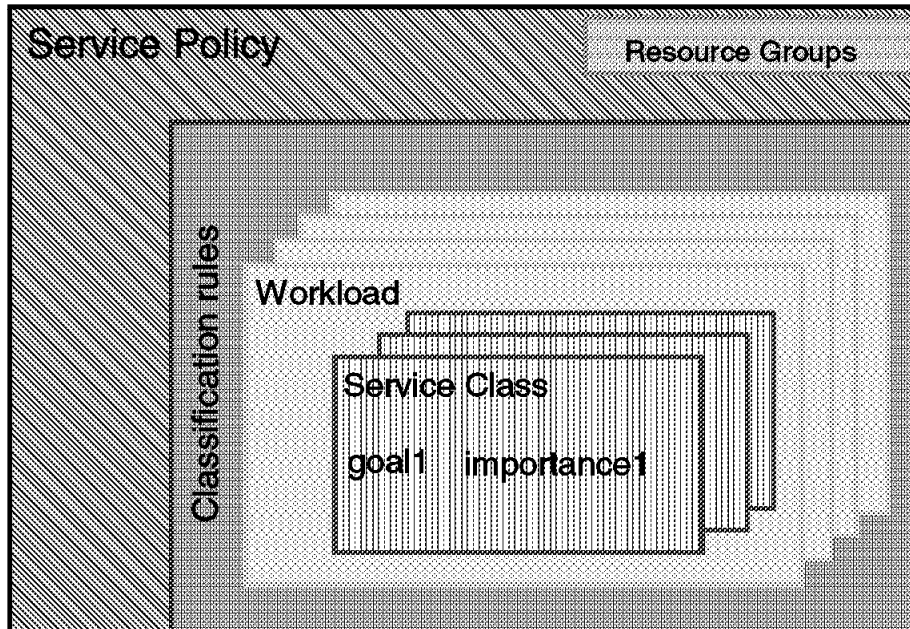 Service Policy
Resource Groups
Classification rules
Workload
Service Class
goal1 importance1